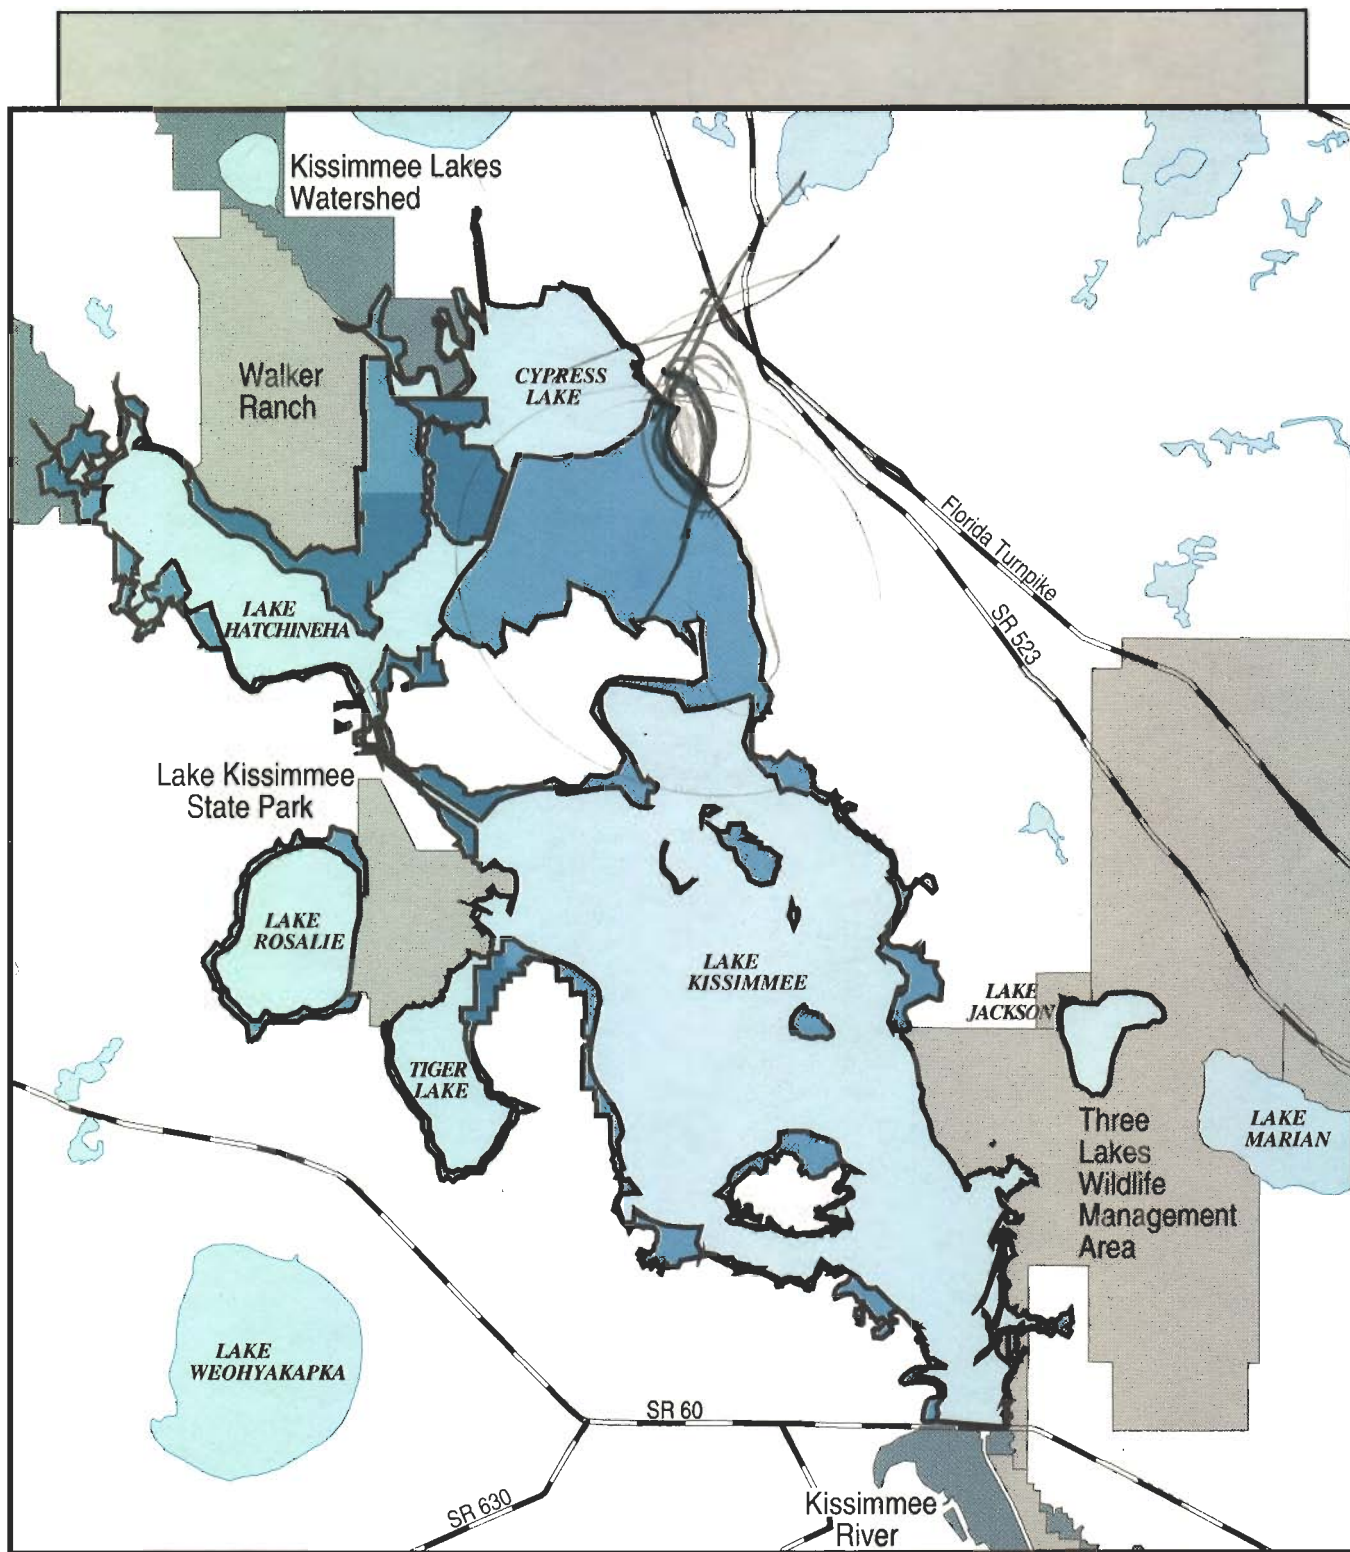 Kissimmee Lakes
Watershed
Walker
Ranch
CYPRESS
LAKE
Florida Turnpike
SR 523
LAKE
HATCHINEHA
Lake Kissimmee
State Park
LAKE
ROSALIE
LAKE
KISSIMMEE
LAKE
JACKSON
TIGER
LAKE
Three
Lakes
Wildlife
Management
Area
LAKE
MARIAN
LAKE
WEOHYAKAPKA
SR 60
SR 630
Kissimmee
River